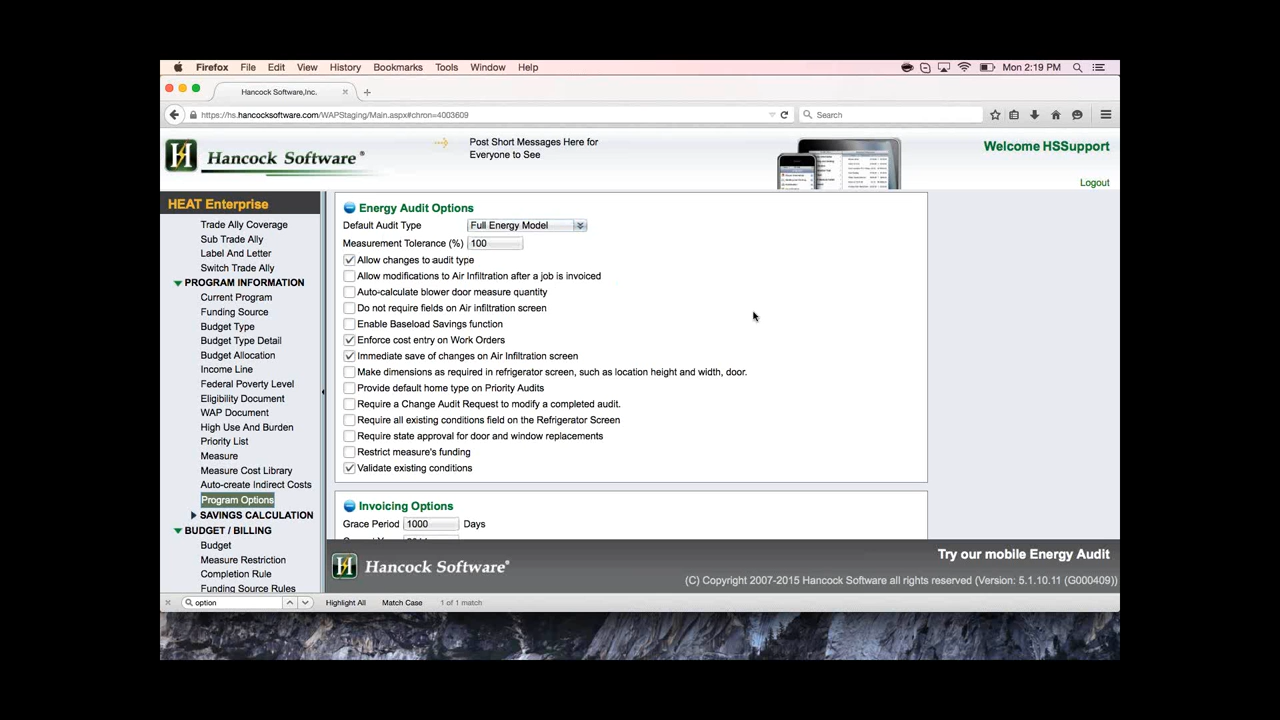 Firefox File Edit View History Bookmarks Tools Window Help Mon 2:19 PM
Hancock Software,Inc.
https://hs.hancocksoftware.com/WAPStaging/Main.aspx#chron=4003609 Search
Hancock Software®
Post Short Messages Here for
Everyone to See
Welcome HSSupport
Logout
HEAT Enterprise
Trade Ally Coverage
Sub Trade Ally
Label And Letter
Switch Trade Ally
PROGRAM INFORMATION
Current Program
Funding Source
Budget Type
Budget Type Detail
Budget Allocation
Income Line
Federal Poverty Level
Eligibility Document
WAP Document
High Use And Burden
Priority List
Measure
Measure Cost Library
Auto-create Indirect Costs
Program Options
SAVINGS CALCULATION
BUDGET / BILLING
Budget
Measure Restriction
Completion Rule
Funding Source Rules
Energy Audit Options
Default Audit Type Full Energy Model
Measurement Tolerance (%) 100
Allow changes to audit type
Allow modifications to Air Infiltration after a job is invoiced
Auto-calculate blower door measure quantity
Do not require fields on Air infiltration screen
Enable Baseload Savings function
Enforce cost entry on Work Orders
Immediate save of changes on Air Infiltration screen
Make dimensions as required in refrigerator screen, such as location height and width, door.
Provide default home type on Priority Audits
Require a Change Audit Request to modify a completed audit.
Require all existing conditions field on the Refrigerator Screen
Require state approval for door and window replacements
Restrict measure's funding
Validate existing conditions
Invoicing Options
Grace Period 1000 Days
Hancock Software®
Try our mobile Energy Audit
(C) Copyright 2007-2015 Hancock Software all rights reserved (Version: 5.1.10.11 (G000409))
option Highlight All Match Case 1 of 1 match